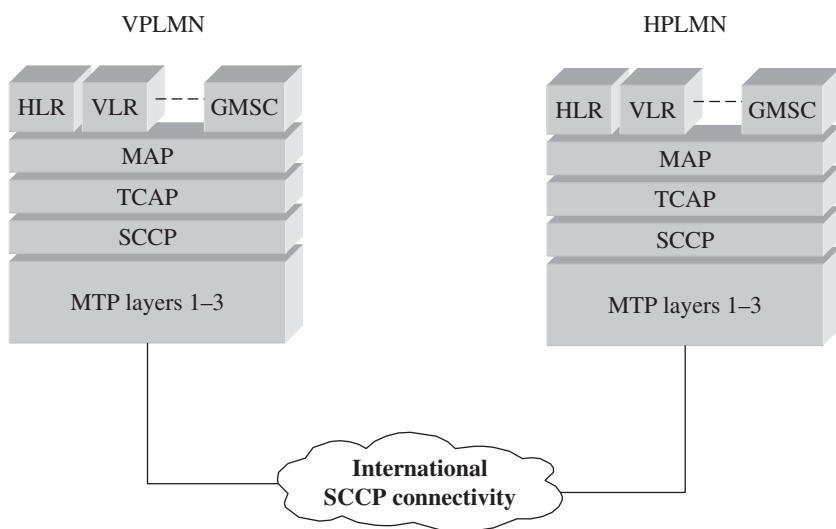 VPLMN
HLR
VLR
GMSC
MAP
TCAP
SCCP
MTP layers 1–3
HPLMN
HLR
VLR
GMSC
MAP
TCAP
SCCP
MTP layers 1–3
International
SCCP connectivity